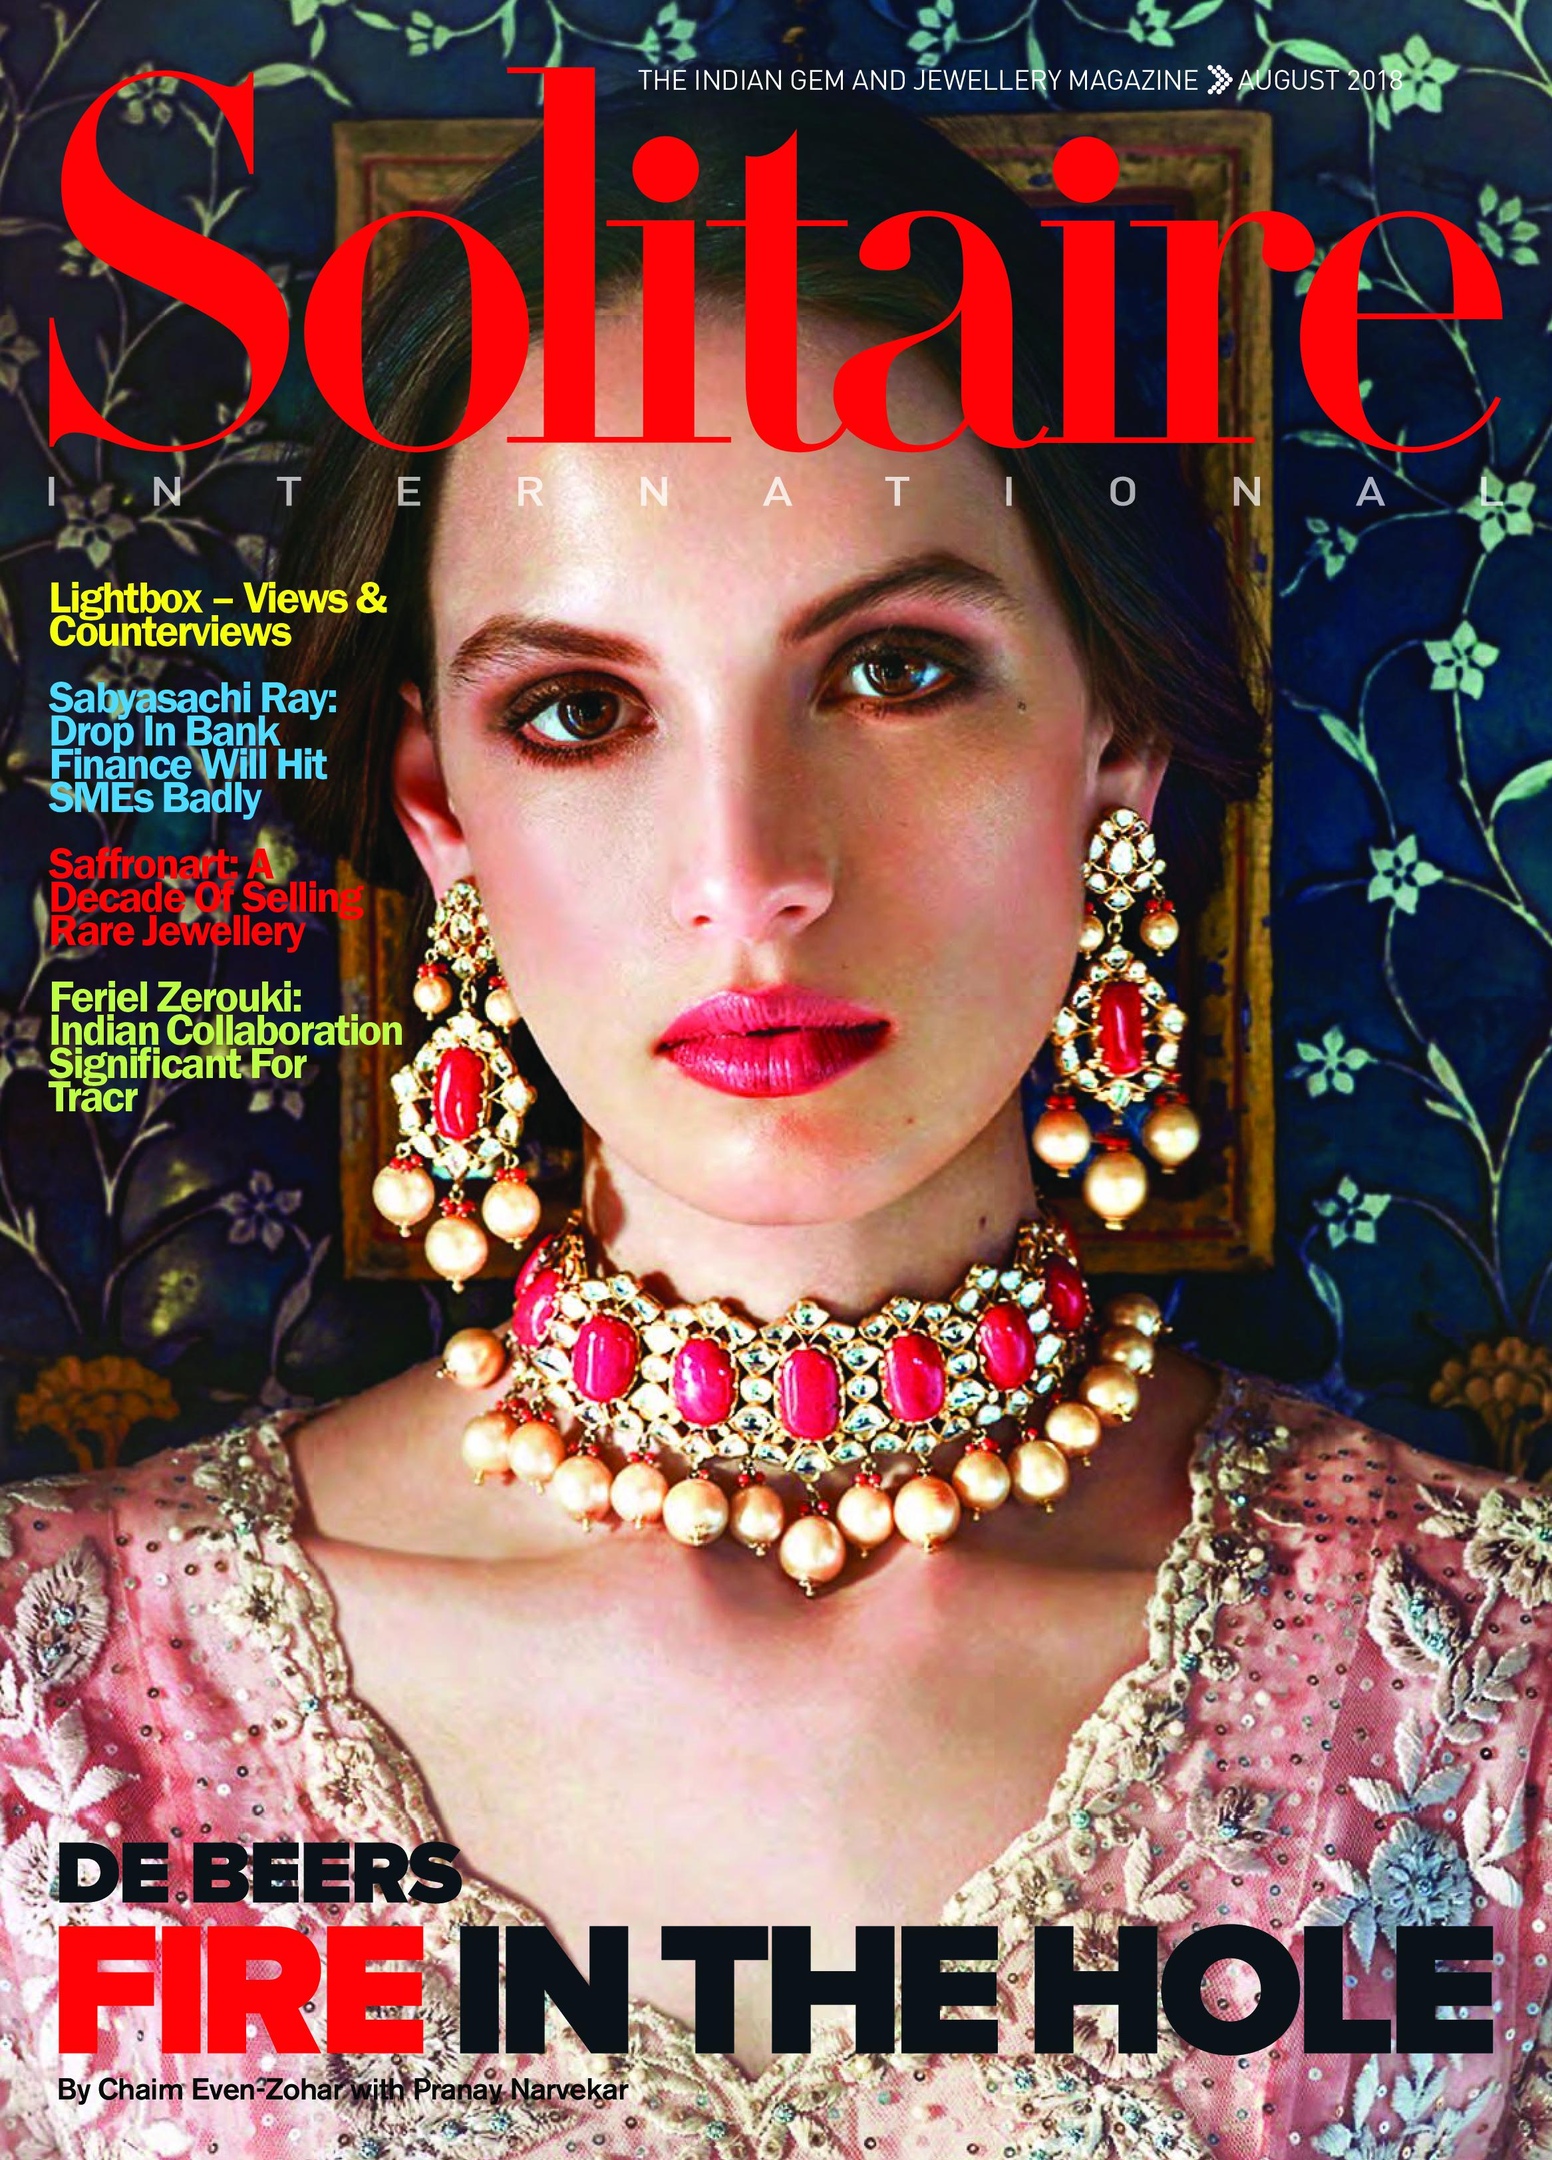 THE INDIAN GEM AND JEWELLERY MAGAZINE AUGUST 2018
Solitaire
INTERNATIONAL
Lightbox – Views &
Counterviews
Sabyasachi Ray:
Drop In Bank
Finance Will Hit
SMEs Badly
Saffronart: A
Decade Of Selling
Rare Jewellery
Feriel Zerouki:
Indian Collaboration
Significant For
Tracr
DE BEERS
FIRE IN THE HOLE
By Chaim Even-Zohar with Pranay Narvekar